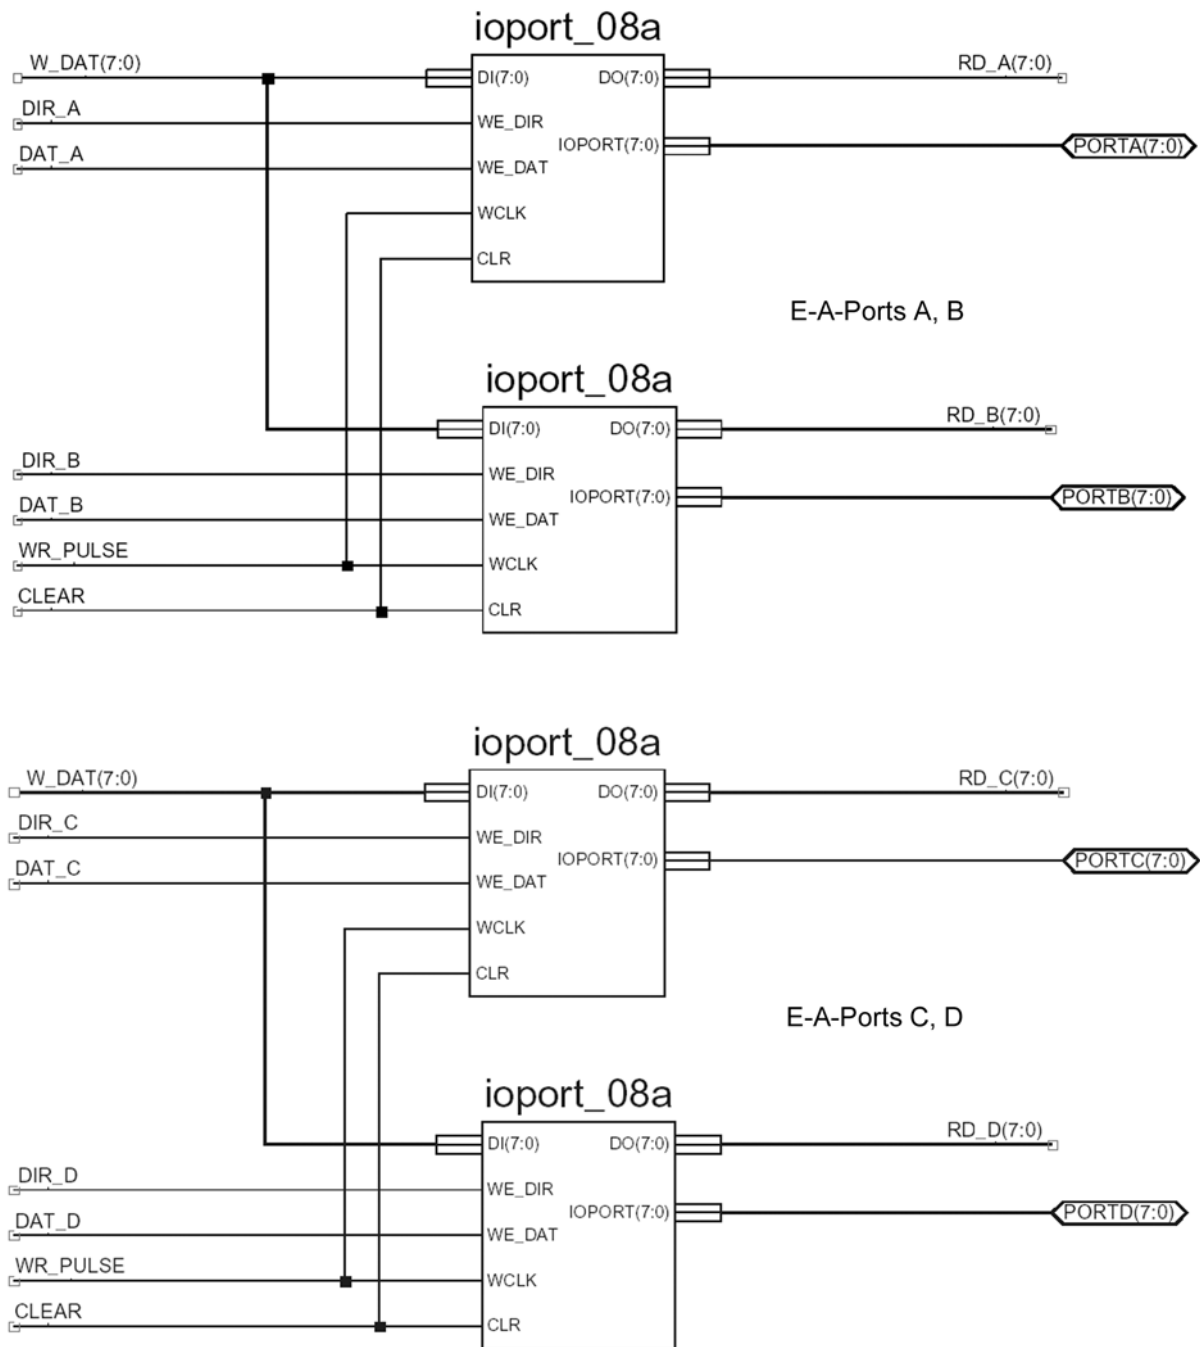 ioport_08a
W_DAT(7:0)
DI(7:0)
DO(7:0)
RD_A(7:0)
DIR_A
WE_DIR
IOPORT(7:0)
PORTA(7:0)
DAT_A
WE_DAT
WCLK
CLR
E-A-Ports A, B
ioport_08a
DI(7:0)
DO(7:0)
RD_B(7:0)
DIR_B
WE_DIR
IOPORT(7:0)
PORTB(7:0)
DAT_B
WE_DAT
WR_PULSE
WCLK
CLEAR
CLR
ioport_08a
W_DAT(7:0)
DI(7:0)
DO(7:0)
RD_C(7:0)
DIR_C
WE_DIR
IOPORT(7:0)
PORTC(7:0)
DAT_C
WE_DAT
WCLK
CLR
E-A-Ports C, D
ioport_08a
DI(7:0)
DO(7:0)
RD_D(7:0)
DIR_D
WE_DIR
IOPORT(7:0)
PORTD(7:0)
DAT_D
WE_DAT
WR_PULSE
WCLK
CLEAR
CLR